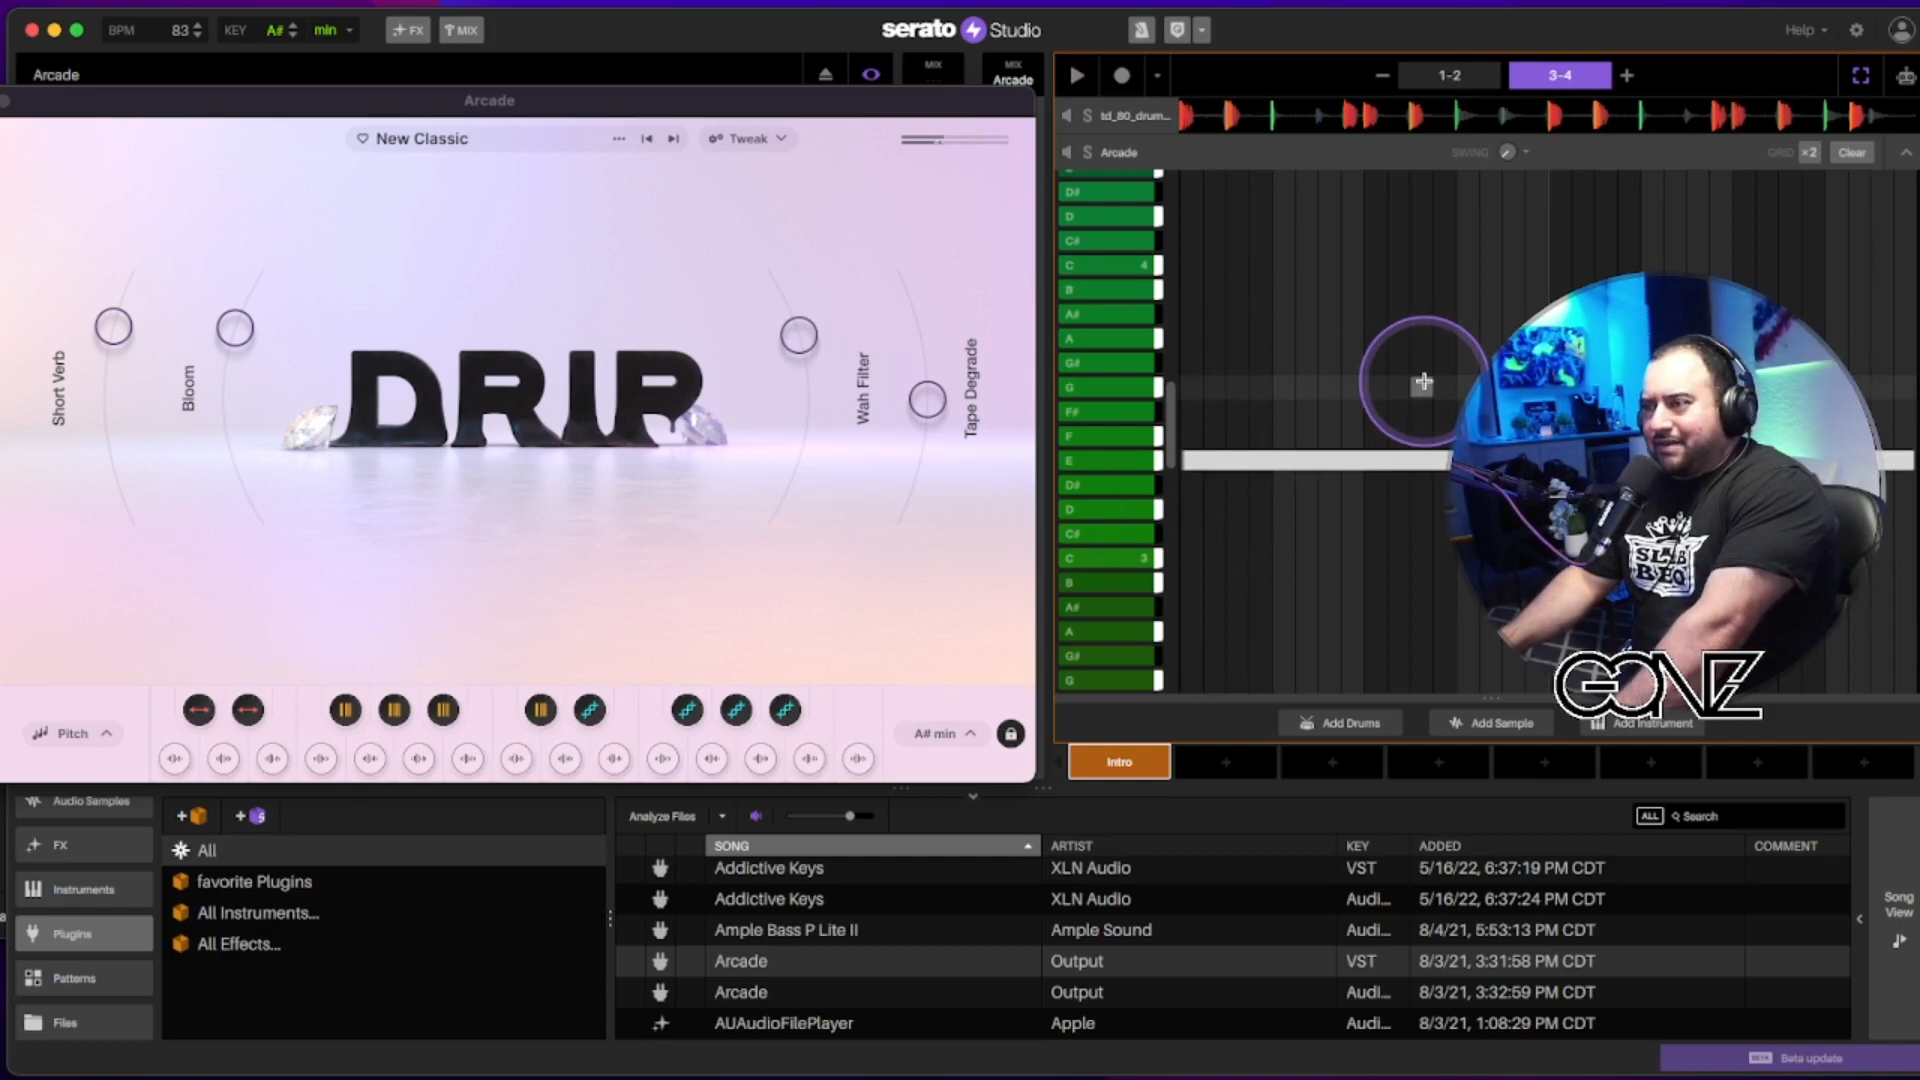 BPM 83 KEY A# min FX MIX serato Studio Help
Arcade MIX MIX Arcade 1-2 3-4
Arcade
New Classic Tweak
td_80_drum...
S
S Arcade SWING GRID ×2 Clear
D#
D
C#
C 4
B
A#
A
G#
G
F#
F
E
D#
D
C#
C 3
B
A#
A
G#
G
Short Verb
Bloom
DRIP
Wah Filter
Tape Degrade
SLAB
BBQ
GONZ
Pitch A# min
Add Drums Add Sample Add Instrument
Intro
Audio Samples
FX
Instruments
Plugins
Patterns
Files
All
favorite Plugins
All Instruments...
All Effects...
Analyze Files ALL Search
SONG ARTIST KEY ADDED COMMENT
Addictive Keys XLN Audio VST 5/16/22, 6:37:19 PM CDT
Addictive Keys XLN Audio Audi... 5/16/22, 6:37:24 PM CDT
Ample Bass P Lite II Ample Sound Audi... 8/4/21, 5:53:13 PM CDT
Arcade Output VST 8/3/21, 3:31:58 PM CDT
Arcade Output Audi... 8/3/21, 3:32:59 PM CDT
AUAudioFilePlayer Apple Audi... 8/3/21, 1:08:29 PM CDT
Song
View
BETA Beta update